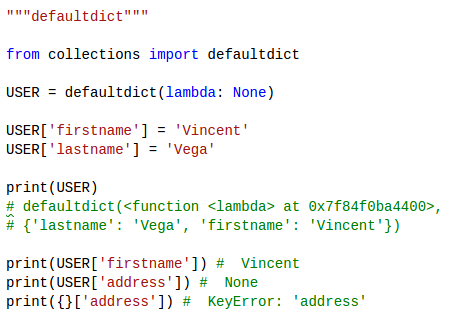 """defaultdict"""
from collections import defaultdict
USER = defaultdict(lambda: None)
USER['firstname'] = 'Vincent'
USER['lastname'] = 'Vega'
print(USER)
# defaultdict(<function <lambda> at 0x7f84f0ba4400>,
# {'lastname': 'Vega', 'firstname': 'Vincent'})
print(USER['firstname']) #  Vincent
print(USER['address']) #  None
print({}['address']) #  KeyError: 'address'